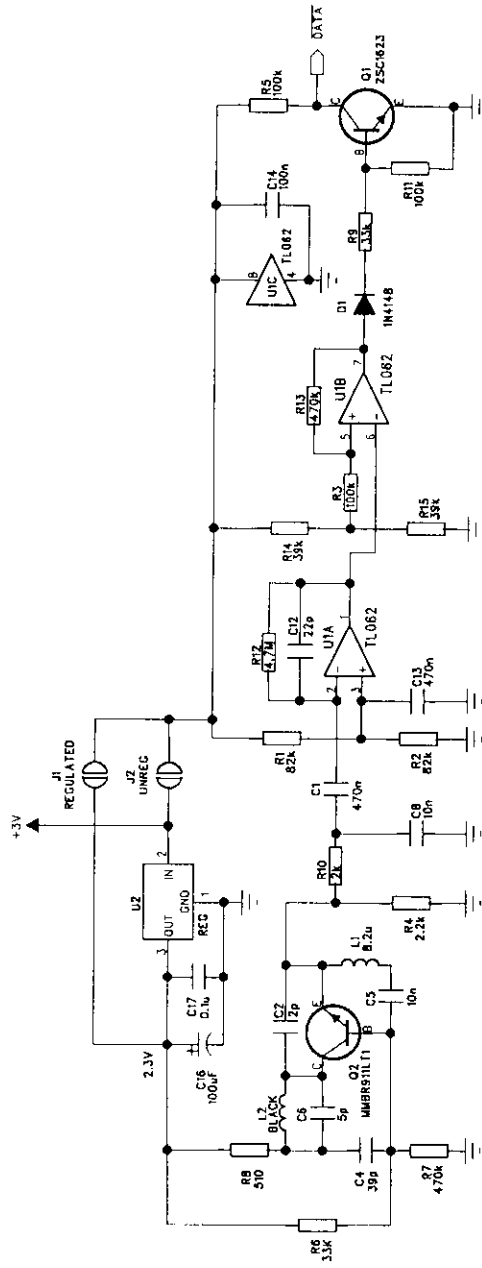 +3V
J1
REGULATED
J2
UNREG
U2
OUT
IN
GND
REG
3
2
1
2.3V
C17
0.1u
C16
100uF
R8
510
L2
BLACK
C6
5p
C2
12p
C4
39p
Q2
MMBR911LT1
C
E
B
L1
8.2u
C5
10n
R6
33K
R7
470k
R4
2.2k
R10
2k
C8
10n
C1
470n
R1
82k
R2
82k
R12
4.7M
C12
22p
U1A
TL062
2
3
1
-
+
C13
470n
R14
39k
R15
39k
R3
100k
R13
470k
U1B
TL062
5
6
7
+
-
D1
1N4148
U1C
TL062
8
4
C14
100n
R9
33k
R11
100k
R5
100k
DATA
Q1
2SC1623
C
B
E